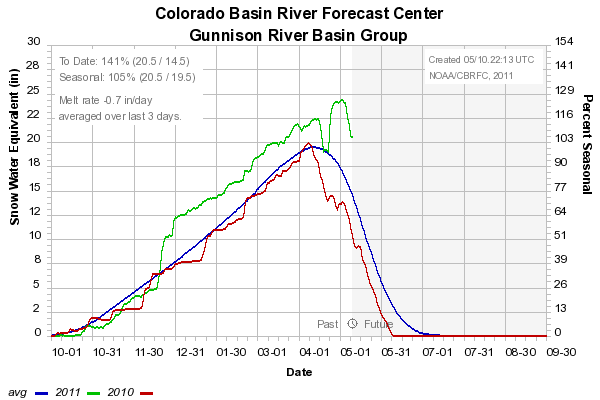 Colorado Basin River Forecast Center
Gunnison River Basin Group
To Date: 141% (20.5 / 14.5)
Seasonal: 105% (20.5 / 19.5)
Melt rate -0.7 in/day
averaged over last 3 days.
Created 05/10.22:13 UTC
NOAA/CBRFC, 2011
Snow Water Equivalent (in)
30
28
25
22
20
18
15
12
10
8
5
2
0
Percent Seasonal
154
141
128
116
103
90
77
64
51
39
26
13
0
Past Future
10-01 10-31 11-30 12-31 01-30 03-01 04-01 05-01 05-31 07-01 07-31 08-30 09-30
Date
avg 2011 2010